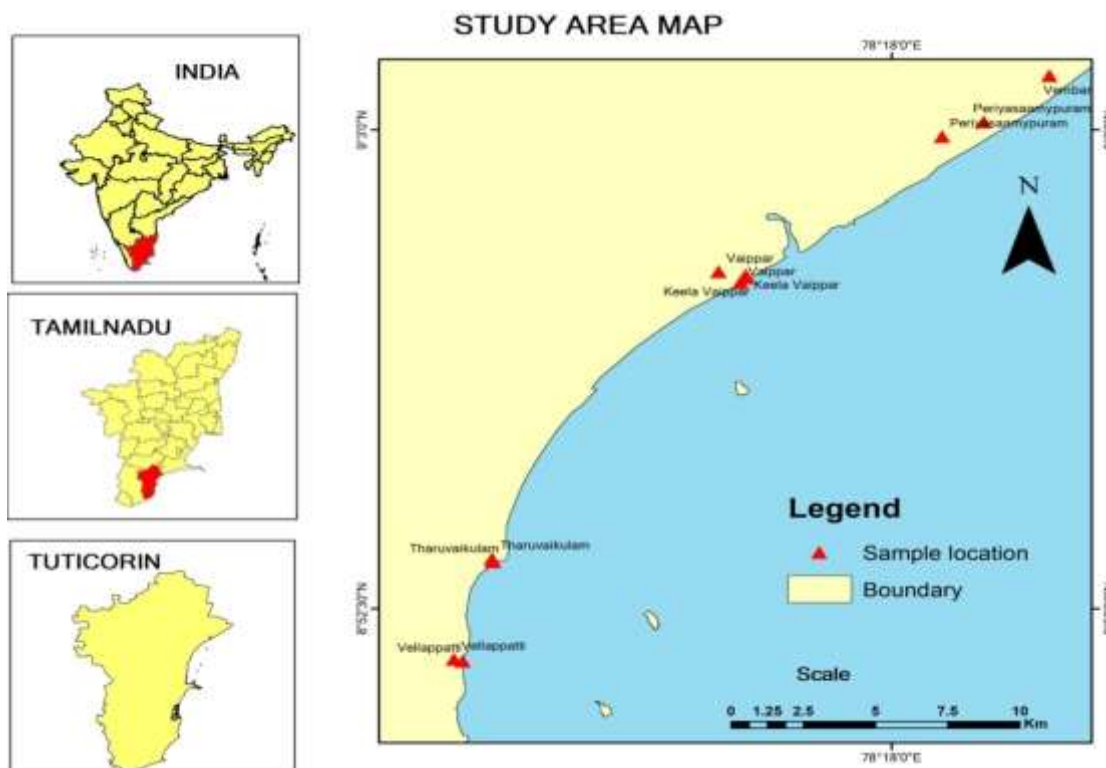 STUDY AREA MAP
INDIA
TAMILNADU
TUTICORIN
78°18'0"E
9°3'0"N
Vembar
Periyasaamypuram
Periyasaamypuram
N
Vaippar
Vaippar
Keela Vaippar
Keela Vaippar
Legend
Sample location
Boundary
Tharuvaikulam
Tharuvaikulam
8°52'30"N
Vellappatti
Vellappatti
Scale
0 1.25 2.5 5 7.5 10
Km
78°18'0"E